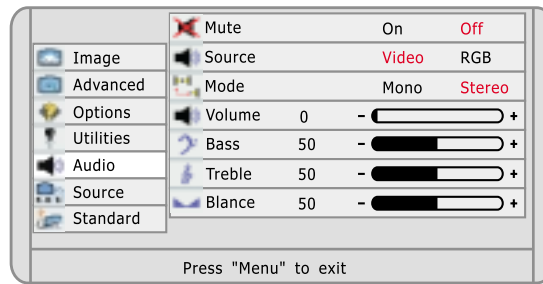 Image
Advanced
Options
Utilities
Audio
Source
Standard
Mute On Off
Source Video RGB
Mode Mono Stereo
Volume 0 - +
Bass 50 - +
Treble 50 - +
Blance 50 - +
Press "Menu" to exit